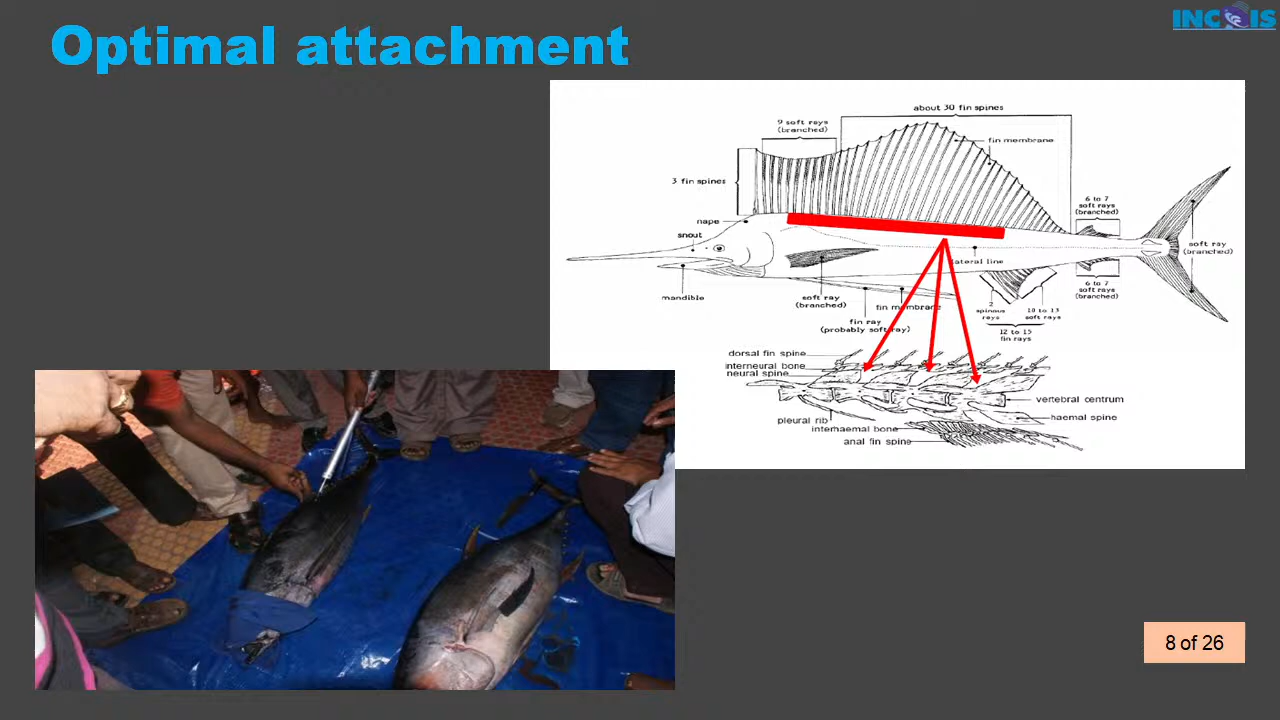 Optimal attachment
INCOIS
about 30 fin spines
9 soft rays
(branched)
fin membrane
3 fin spines
6 to 7
soft rays
(branched)
nape
snout
soft ray
(branched)
lateral line
mandible
soft ray
(branched)
fin membrane
6 to 7
soft rays
(branched)
2
spinous
rays
10 to 13
soft rays
fin ray
(probably soft ray)
12 to 15
fin rays
dorsal fin spine
interneural bone
neural spine
vertebral centrum
pleural rib
haemal spine
interhaemal bone
anal fin spine
8 of 26